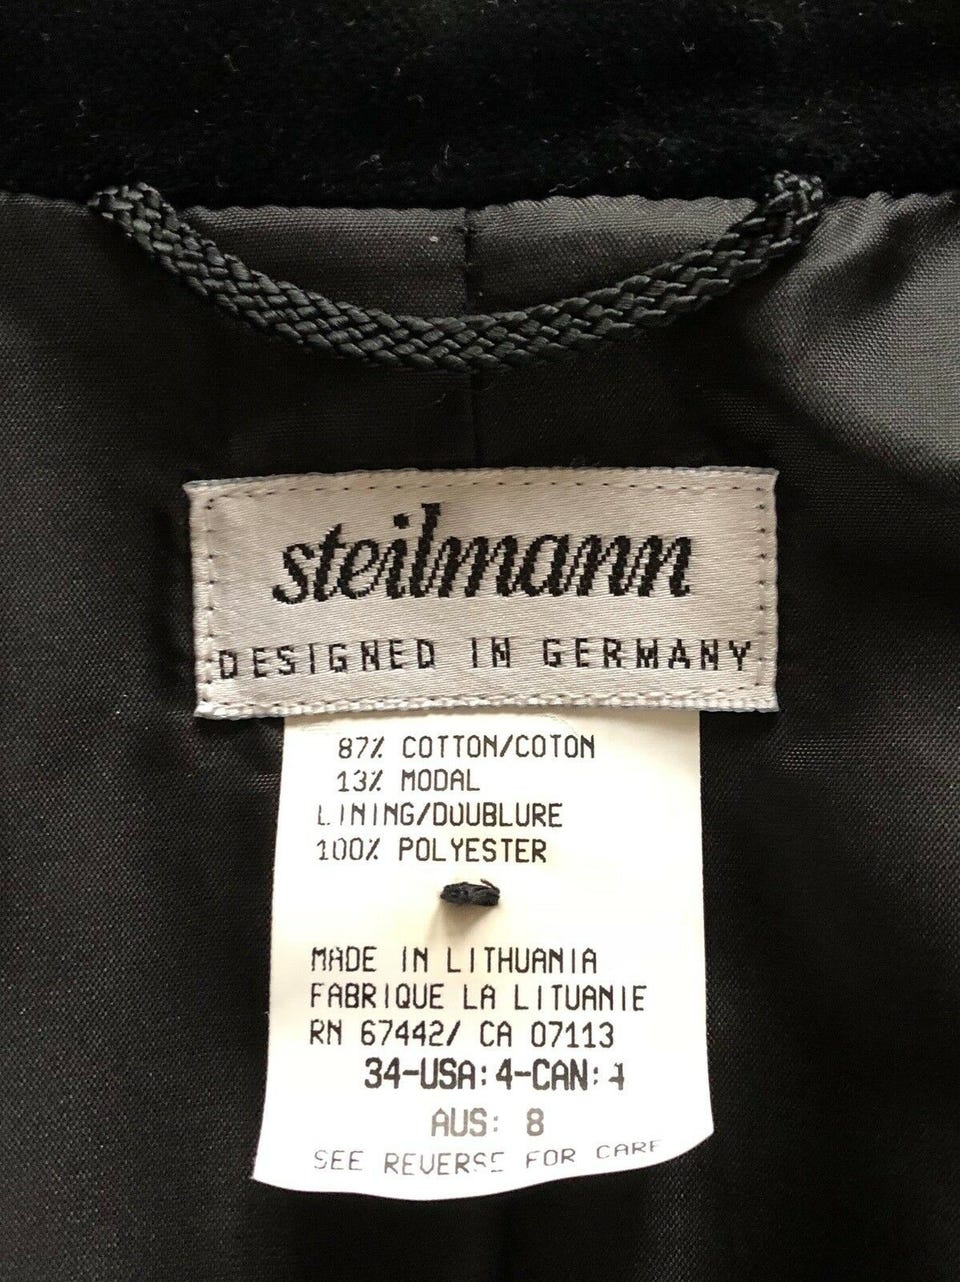 steilmann
DESIGNED IN GERMANY
87% COTTON/COTON
13% MODAL
LINING/DOUBLURE
100% POLYESTER
MADE IN LITHUANIA
FABRIQUE LA LITUANIE
RN 67442/ CA 07113
34-USA:4-CAN:4
AUS: 8
SEE REVERSE FOR CARE